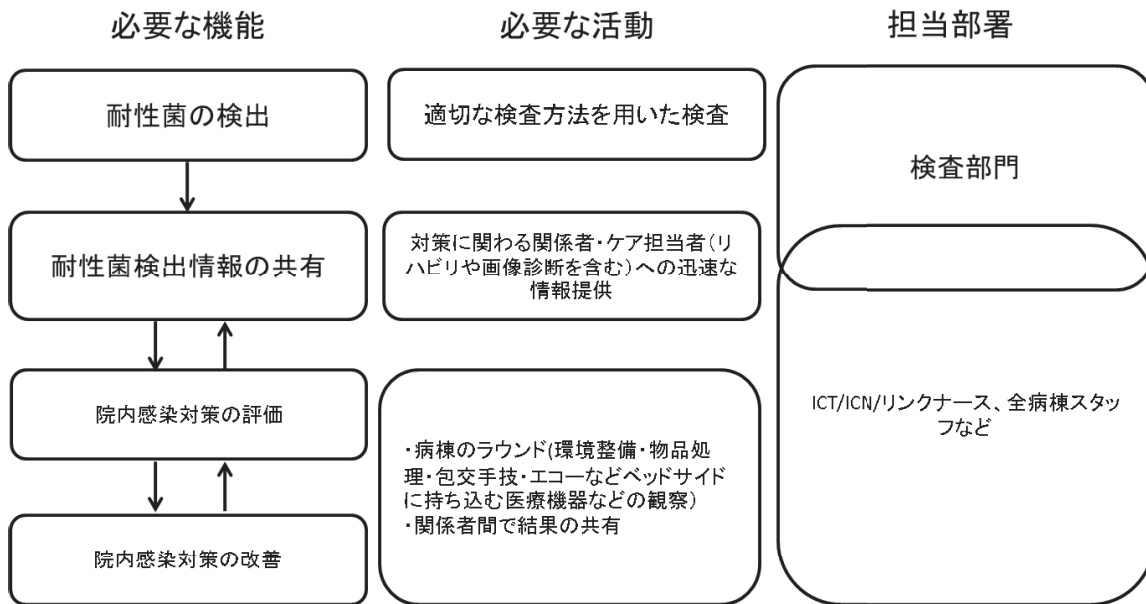 必要な機能
必要な活動
担当部署
耐性菌の検出
適切な検査方法を用いた検査
検査部門
耐性菌検出情報の共有
対策に関わる関係者・ケア担当者（リ
ハビリや画像診断を含む）への迅速な
情報提供
院内感染対策の評価
・病棟のラウンド(環境整備・物品処
理・包交手技・エコーなどベッドサイド
に持ち込む医療機器などの観察）
・関係者間で結果の共有
ICT/ICN/リンクナース、全病棟スタッ
フなど
院内感染対策の改善